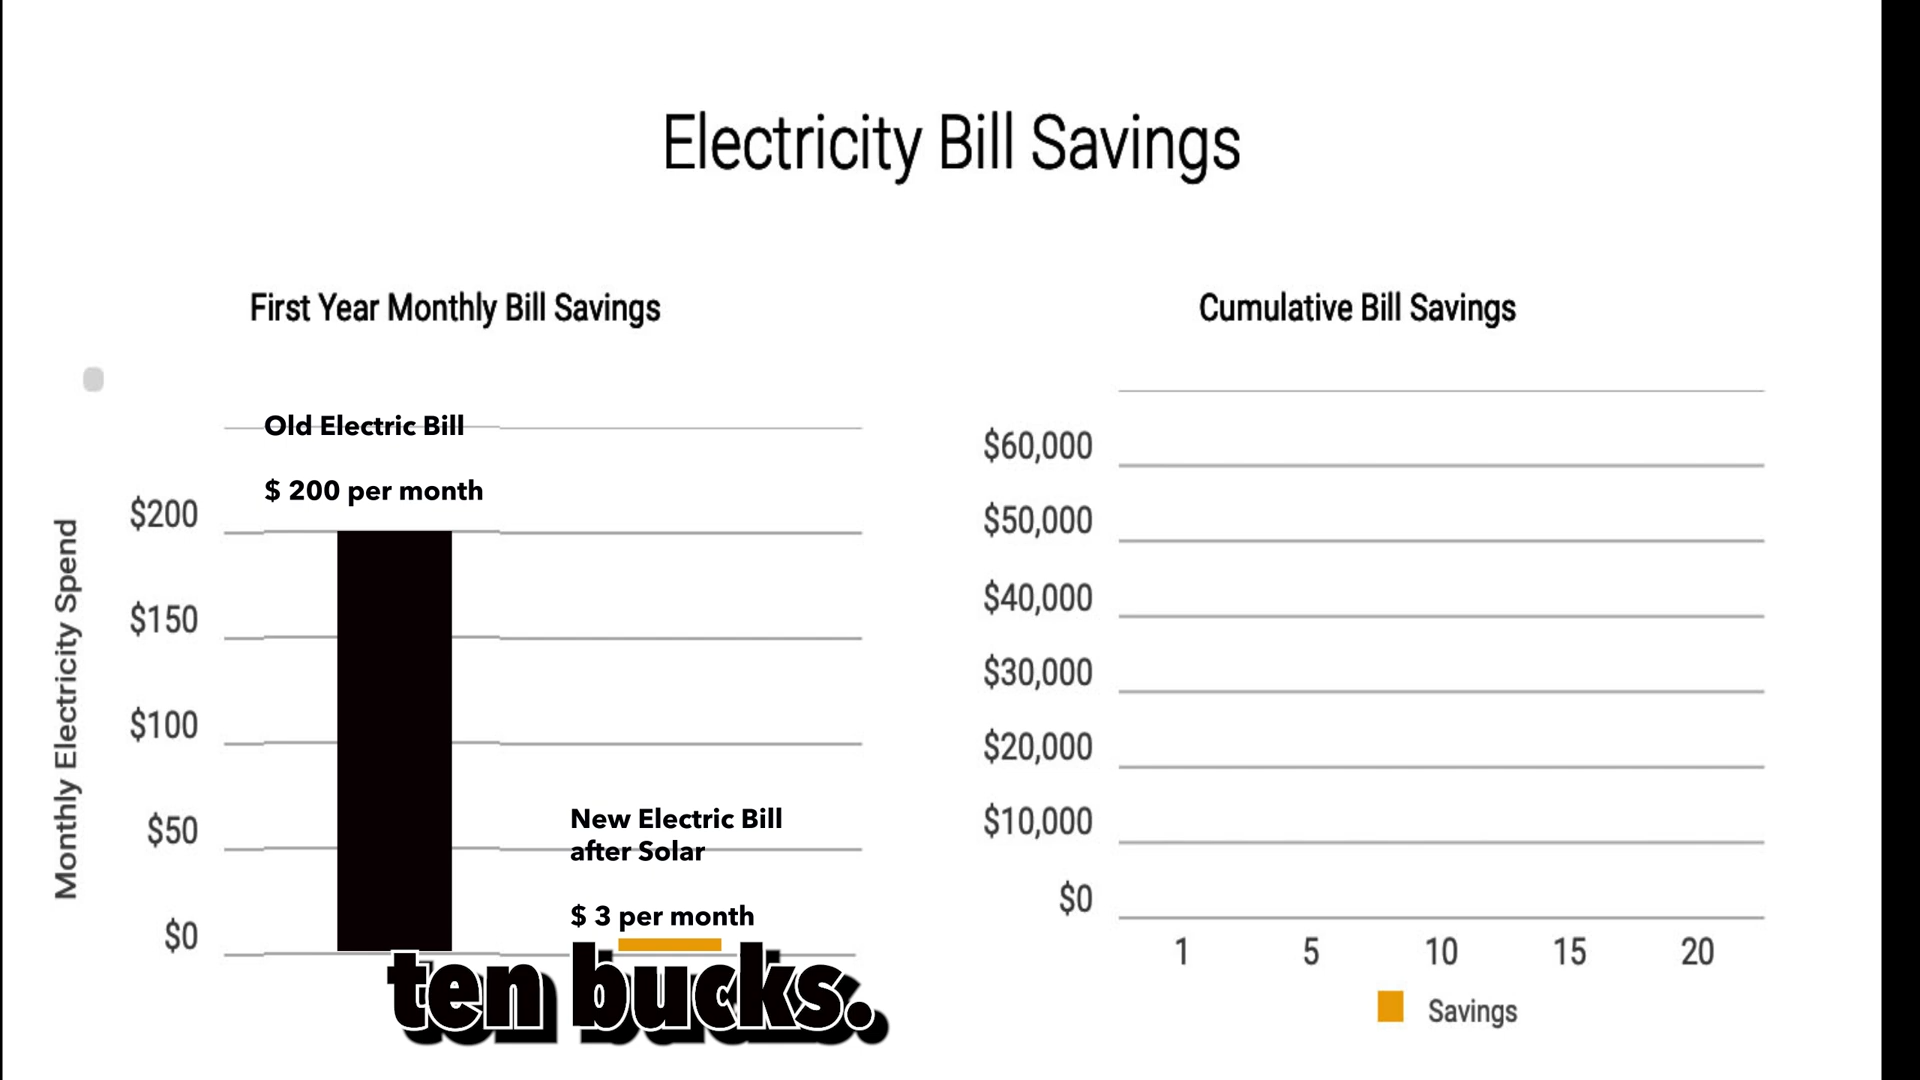 Electricity Bill Savings
First Year Monthly Bill Savings
Old Electric Bill
$ 200 per month
Monthly Electricity Spend
$200
$150
$100
$50
$0
New Electric Bill
after Solar
$ 3 per month
ten bucks.
Cumulative Bill Savings
$60,000
$50,000
$40,000
$30,000
$20,000
$10,000
$0
1 5 10 15 20
Savings